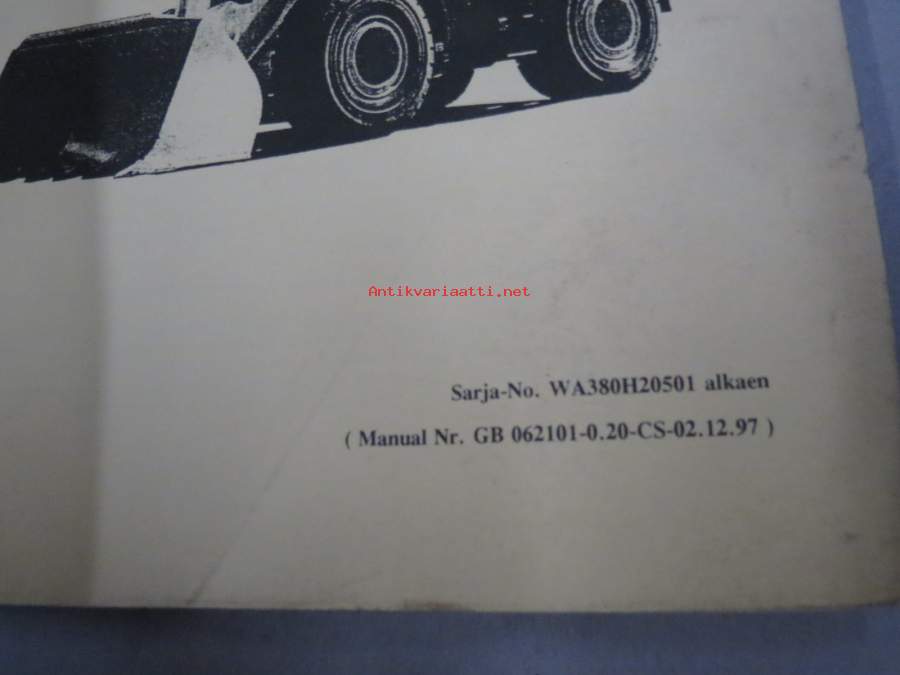 Antikvariaatti.net
Sarja-No. WA380H20501 alkaen
( Manual Nr. GB 062101-0.20-CS-02.12.97 )